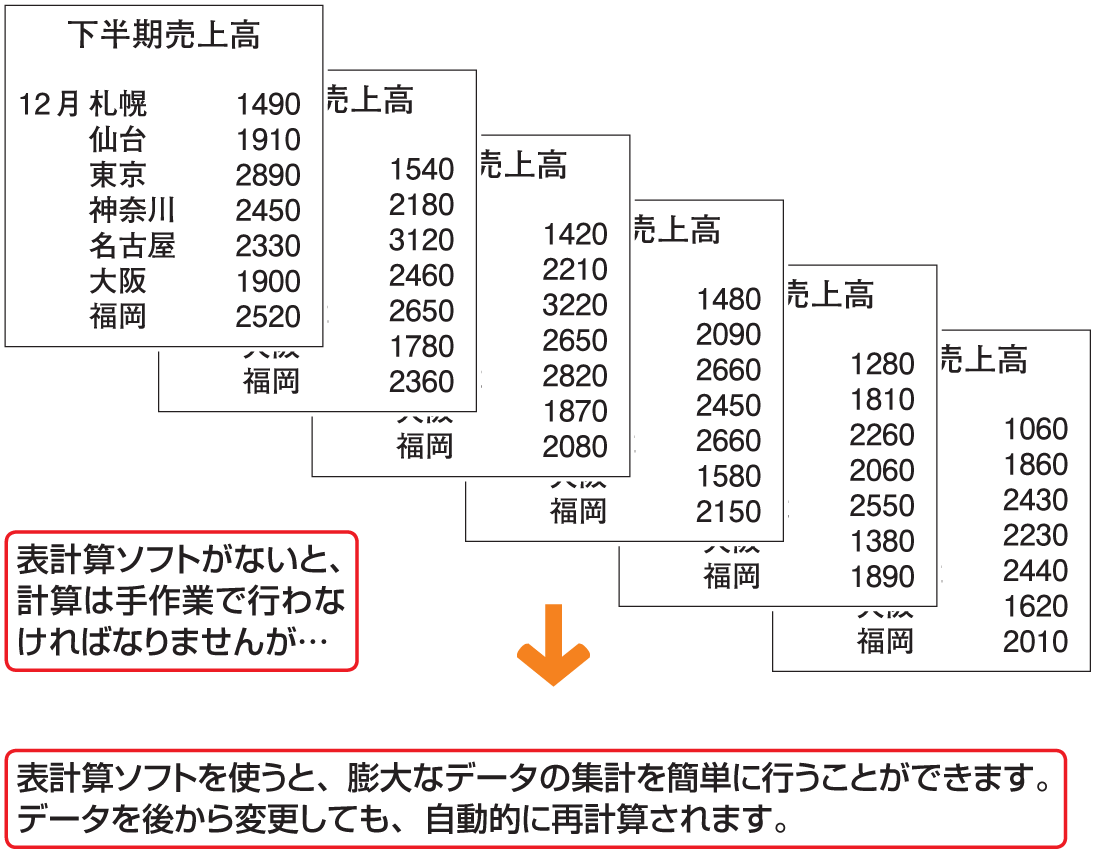 下半期売上高
12月 札幌 1490
仙台 1910
東京 2890
神奈川 2450
名古屋 2330
大阪 1900
福岡 2520
売上高
1540
2180
3120
2460
2650
1780
福岡 2360
売上高
1420
2210
3220
2650
2820
大阪 1870
福岡 2080
売上高
1480
2090
2660
2450
2660
1580
福岡 2150
売上高
1280
1810
2260
2060
2550
1380
福岡 1890
売上高
1060
1860
2430
2230
2440
1620
福岡 2010
表計算ソフトがないと、
計算は手作業で行わな
ければなりませんが…
表計算ソフトを使うと、膨大なデータの集計を簡単に行うことができます。
データを後から変更しても、自動的に再計算されます。